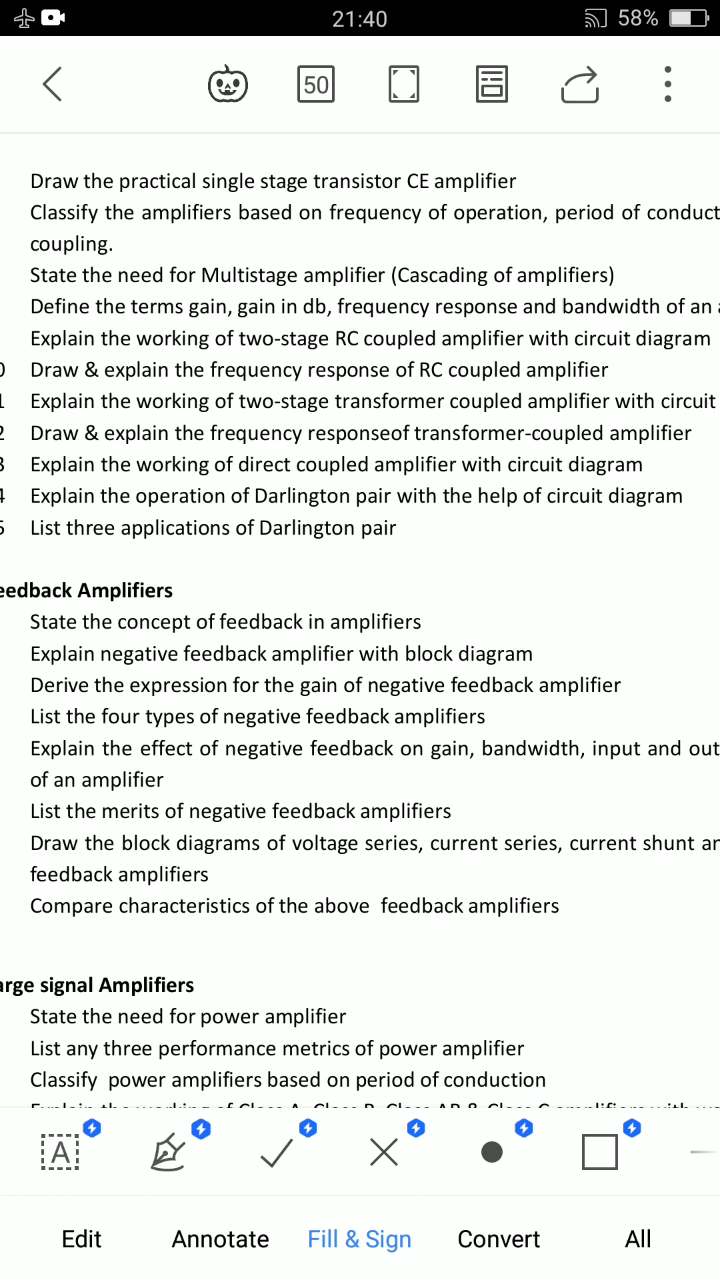 21:40
58%
50
Draw the practical single stage transistor CE amplifier
Classify the amplifiers based on frequency of operation, period of conduct
coupling.
State the need for Multistage amplifier (Cascading of amplifiers)
Define the terms gain, gain in db, frequency response and bandwidth of an a
Explain the working of two-stage RC coupled amplifier with circuit diagram
0 Draw & explain the frequency response of RC coupled amplifier
1 Explain the working of two-stage transformer coupled amplifier with circuit
2 Draw & explain the frequency responseof transformer-coupled amplifier
3 Explain the working of direct coupled amplifier with circuit diagram
4 Explain the operation of Darlington pair with the help of circuit diagram
5 List three applications of Darlington pair
eedback Amplifiers
State the concept of feedback in amplifiers
Explain negative feedback amplifier with block diagram
Derive the expression for the gain of negative feedback amplifier
List the four types of negative feedback amplifiers
Explain the effect of negative feedback on gain, bandwidth, input and out
of an amplifier
List the merits of negative feedback amplifiers
Draw the block diagrams of voltage series, current series, current shunt an
feedback amplifiers
Compare characteristics of the above feedback amplifiers
arge signal Amplifiers
State the need for power amplifier
List any three performance metrics of power amplifier
Classify power amplifiers based on period of conduction
A
Edit Annotate Fill & Sign Convert All